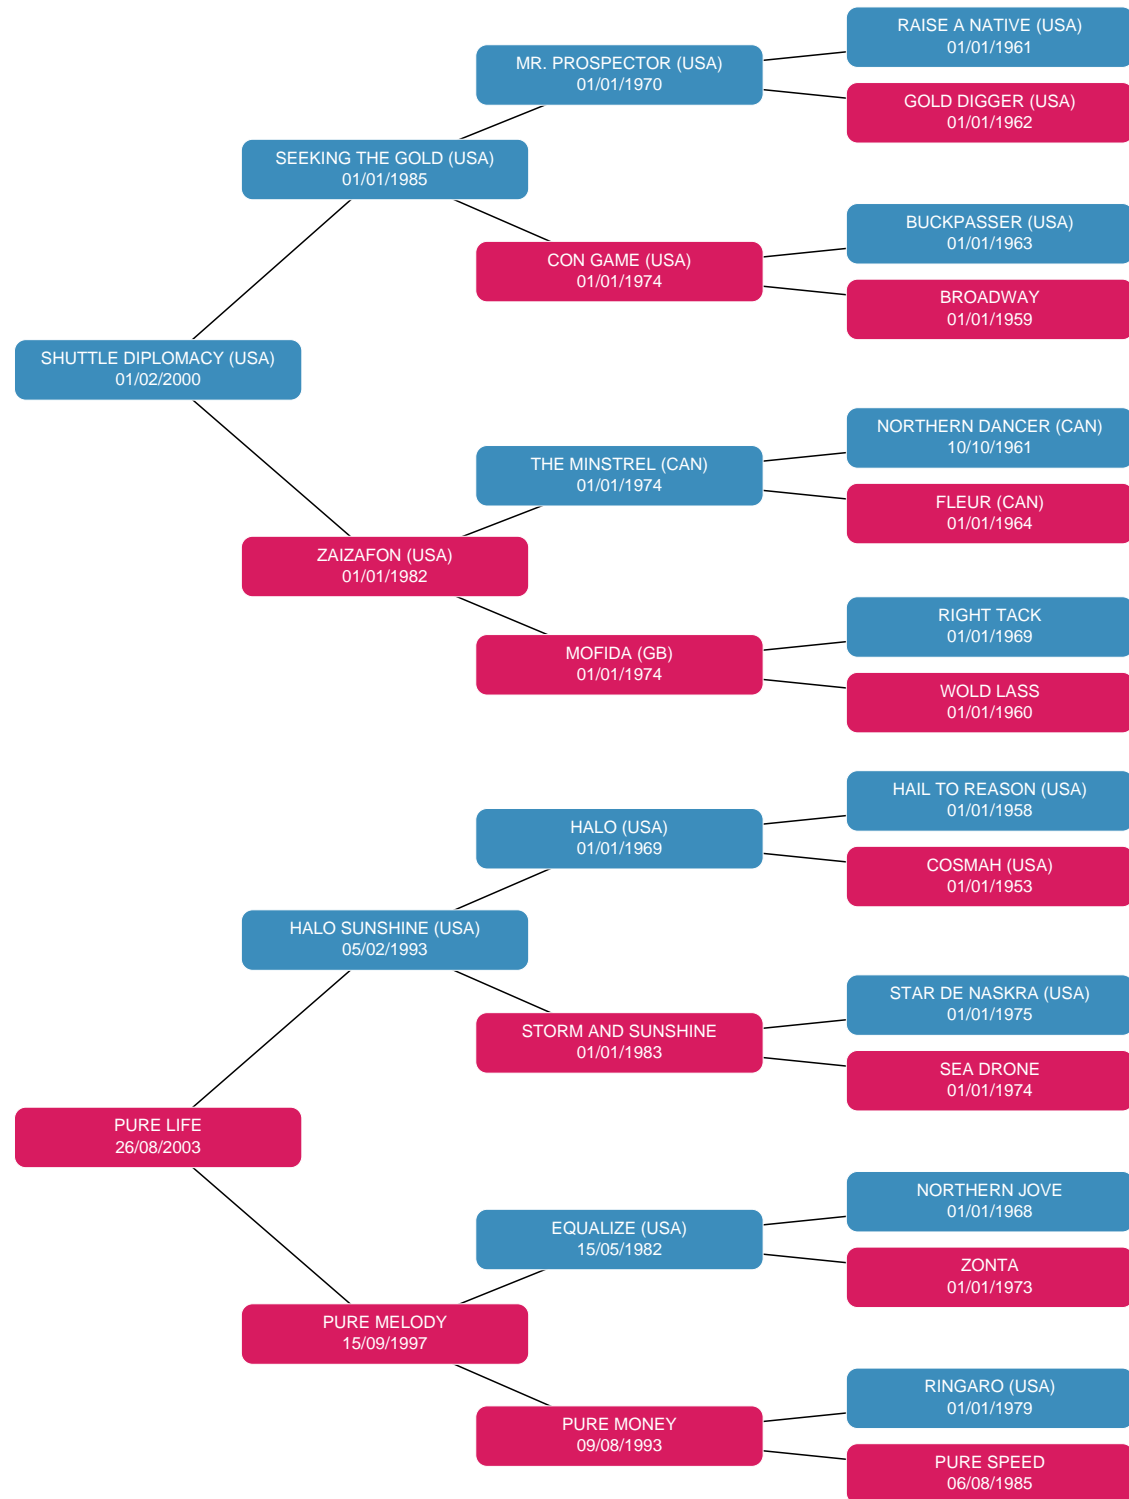 RAISE A NATIVE (USA)
01/01/1961
MR. PROSPECTOR (USA)
01/01/1970
GOLD DIGGER (USA)
01/01/1962
SEEKING THE GOLD (USA)
01/01/1985
BUCKPASSER (USA)
01/01/1963
CON GAME (USA)
01/01/1974
BROADWAY
01/01/1959
SHUTTLE DIPLOMACY (USA)
01/02/2000
NORTHERN DANCER (CAN)
10/10/1961
THE MINSTREL (CAN)
01/01/1974
FLEUR (CAN)
01/01/1964
ZAIZAFON (USA)
01/01/1982
RIGHT TACK
01/01/1969
MOFIDA (GB)
01/01/1974
WOLD LASS
01/01/1960
HAIL TO REASON (USA)
01/01/1958
HALO (USA)
01/01/1969
COSMAH (USA)
01/01/1953
HALO SUNSHINE (USA)
05/02/1993
STAR DE NASKRA (USA)
01/01/1975
STORM AND SUNSHINE
01/01/1983
SEA DRONE
01/01/1974
PURE LIFE
26/08/2003
NORTHERN JOVE
01/01/1968
EQUALIZE (USA)
15/05/1982
ZONTA
01/01/1973
PURE MELODY
15/09/1997
RINGARO (USA)
01/01/1979
PURE MONEY
09/08/1993
PURE SPEED
06/08/1985